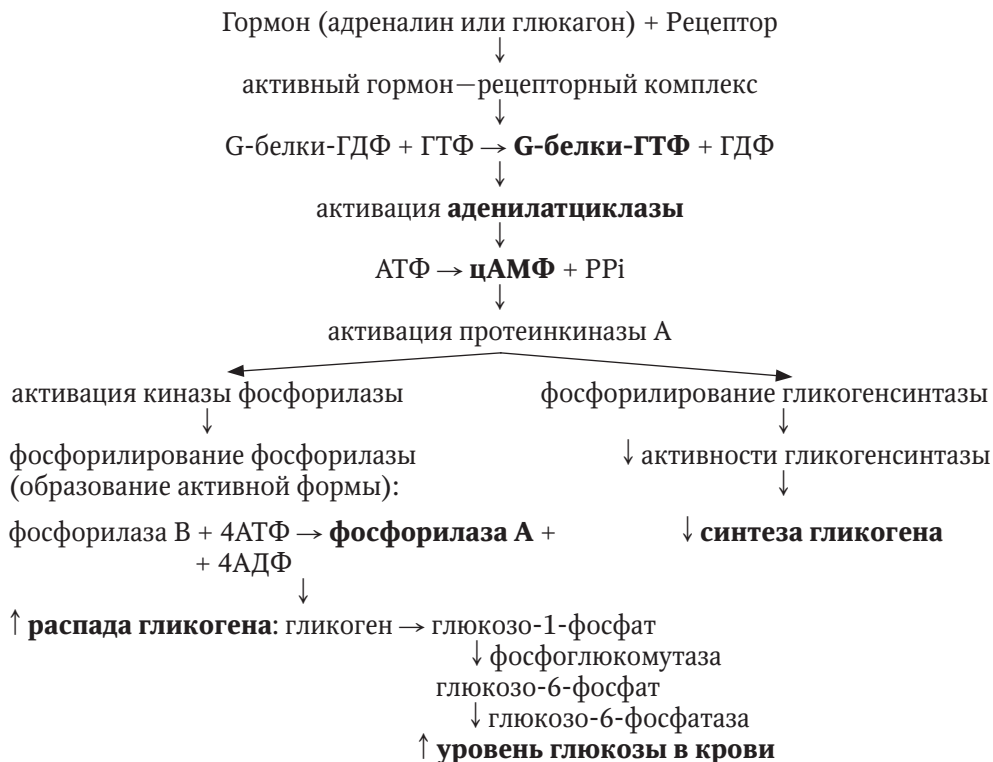 Гормон (адреналин или глюкагон) + Рецептор
↓
активный гормон—рецепторный комплекс
↓
G-белки-ГДФ + ГТФ → G-белки-ГТФ + ГДФ
↓
активация аденилатциклазы
↓
АТФ → цАМФ + PPi
↓
активация протеинкиназы А
активация киназы фосфорилазы
↓
фосфорилирование фосфорилазы
(образование активной формы):
фосфорилаза В + 4АТФ → фосфорилаза А +
+ 4АДФ
↓
фосфорилирование гликогенсинтазы
↓
↓ активности гликогенсинтазы
↓
↓ синтеза гликогена
↑ распада гликогена: гликоген → глюкозо-1-фосфат
↓ фосфоглюкомутаза
глюкозо-6-фосфат
↓ глюкозо-6-фосфатаза
↑ уровень глюкозы в крови